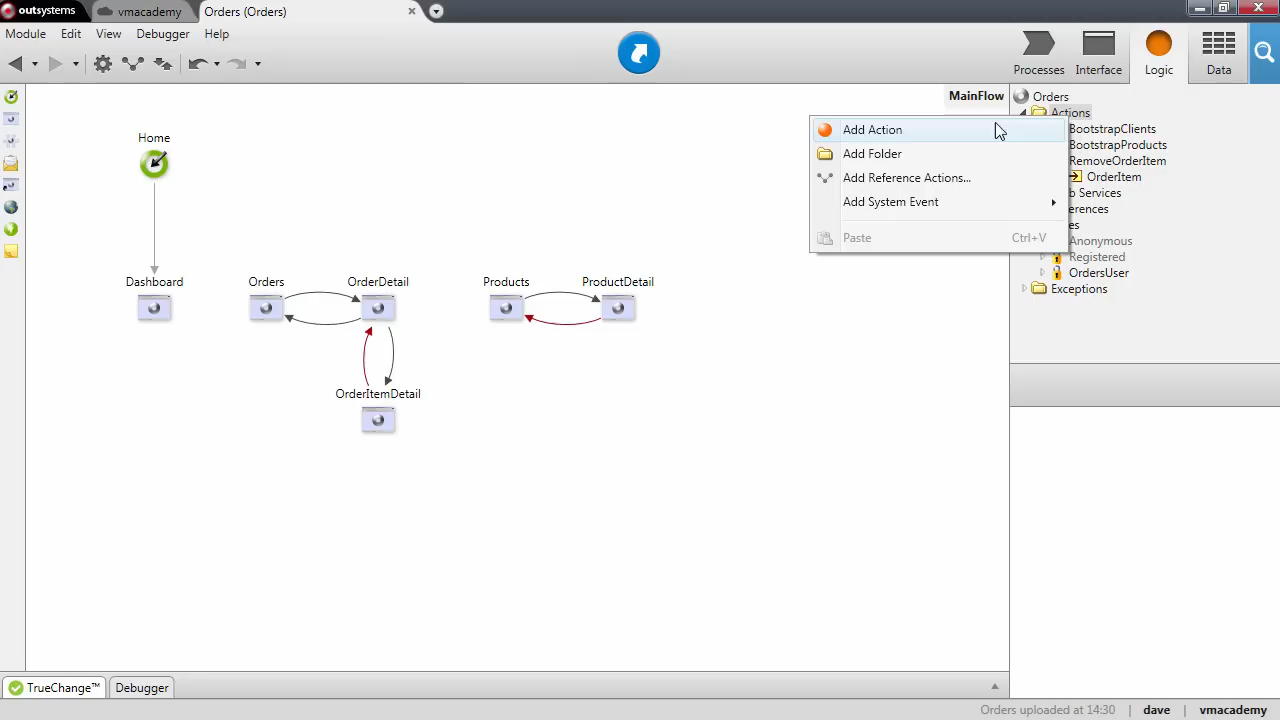 outsystems
vmacademy
Orders (Orders)
Module
Edit
View
Debugger
Help
Processes
Interface
Logic
Data
MainFlow
Orders
Actions
BootstrapClients
BootstrapProducts
RemoveOrderItem
OrderItem
b Services
erences
es
Anonymous
Registered
OrdersUser
Exceptions
Add Action
Add Folder
Add Reference Actions...
Add System Event
Paste Ctrl+V
Home
Dashboard
Orders
OrderDetail
Products
ProductDetail
OrderItemDetail
TrueChange™
Debugger
Orders uploaded at 14:30
dave
vmacademy